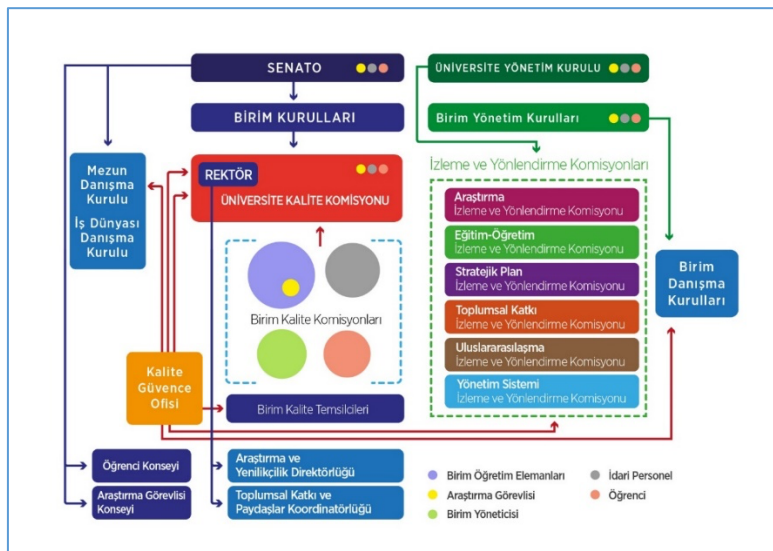 SENATO
ÜNİVERSİTE YÖNETİM KURULU
BİRİM KURULLARI
Birim Yönetim Kurulları
Mezun
Danışma
Kurulu
İş Dünyası
Danışma
Kurulu
REKTÖR
ÜNİVERSİTE KALİTE KOMİSYONU
İzleme ve Yönlendirme Komisyonları
Araştırma
İzleme ve Yönlendirme Komisyonu
Eğitim-Öğretim
İzleme ve Yönlendirme Komisyonu
Stratejik Plan
İzleme ve Yönlendirme Komisyonu
Toplumsal Katkı
İzleme ve Yönlendirme Komisyonu
Uluslararasılaşma
İzleme ve Yönlendirme Komisyonu
Yönetim Sistemi
İzleme ve Yönlendirme Komisyonu
Birim
Danışma
Kurulları
Birim Kalite Komisyonları
Kalite
Güvence
Ofisi
Birim Kalite Temsilcileri
Öğrenci Konseyi
Araştırma Görevlisi
Konseyi
Araştırma ve
Yenilikçilik Direktörlüğü
Toplumsal Katkı ve
Paydaşlar Koordinatörlüğü
Birim Öğretim Elemanları
Araştırma Görevlisi
Birim Yöneticisi
İdari Personel
Öğrenci